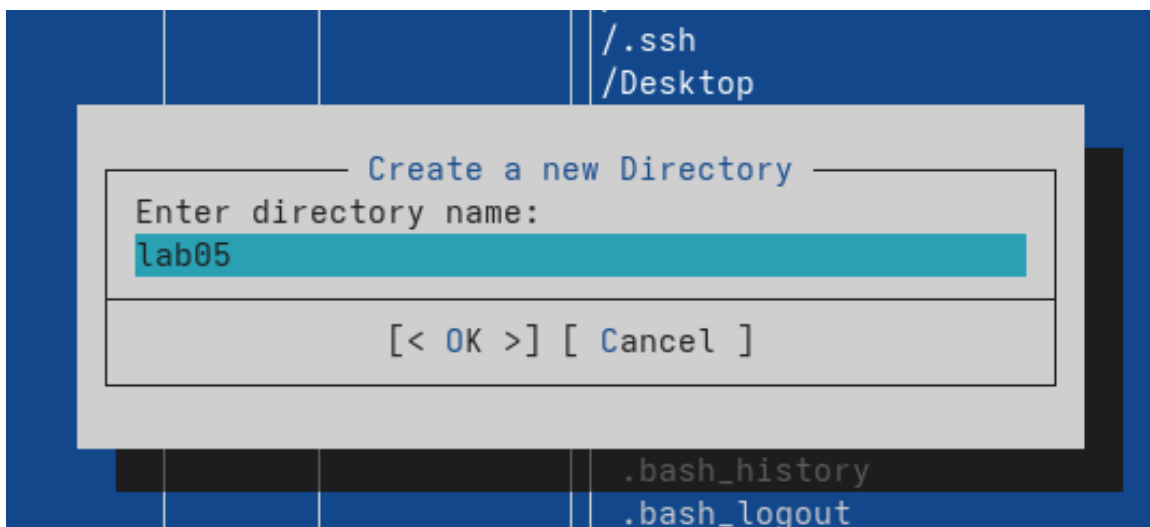 /.ssh
/Desktop
Create a new Directory
Enter directory name:
lab05
[< OK >] [ Cancel ]
.bash_history
.bash_logout